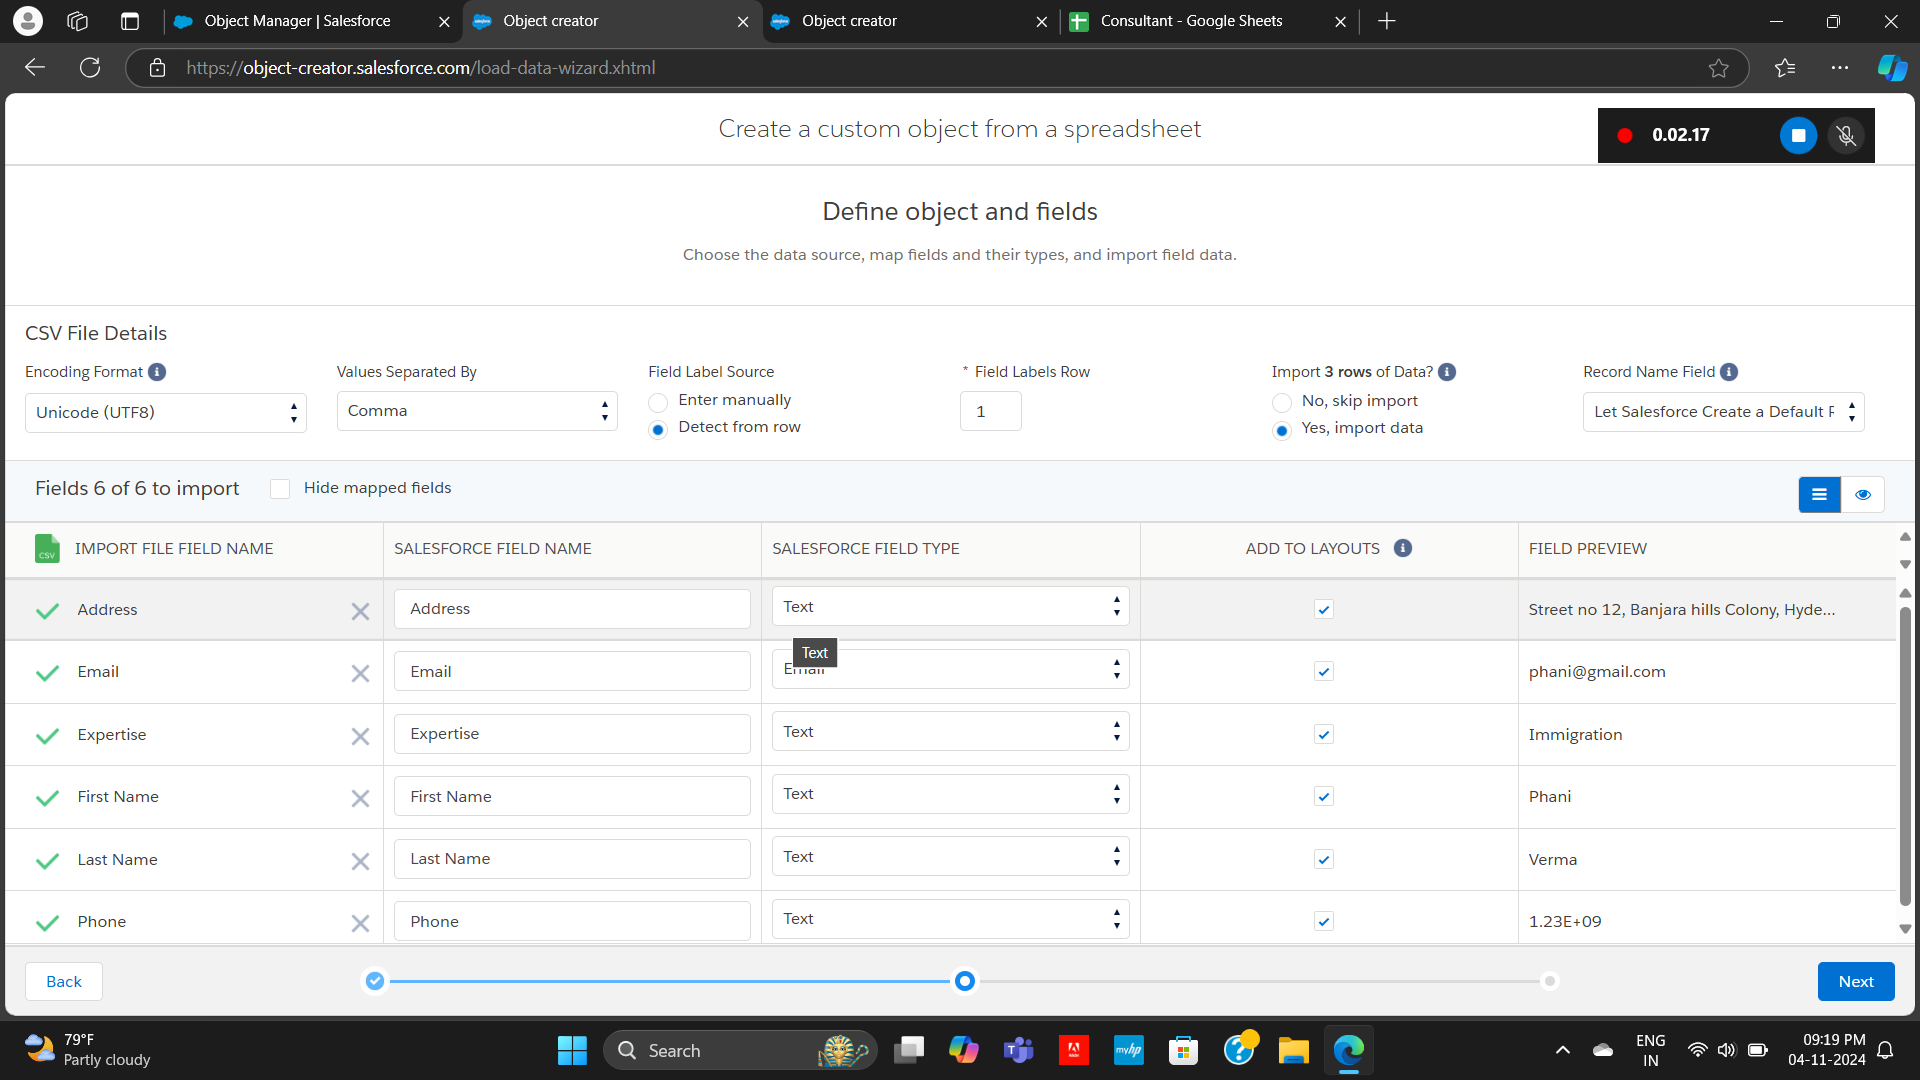 Object Manager | Salesforce
Object creator
Object creator
Consultant - Google Sheets
https://object-creator.salesforce.com/load-data-wizard.xhtml
Create a custom object from a spreadsheet
0.02.17
Define object and fields
Choose the data source, map fields and their types, and import field data.
CSV File Details
Encoding Format
Values Separated By
Field Label Source
* Field Labels Row
Import 3 rows of Data?
Record Name Field
Unicode (UTF8)
Comma
Enter manually
Detect from row
1
No, skip import
Yes, import data
Let Salesforce Create a Default R
Fields 6 of 6 to import
Hide mapped fields
CSV
IMPORT FILE FIELD NAME
SALESFORCE FIELD NAME
SALESFORCE FIELD TYPE
ADD TO LAYOUTS
FIELD PREVIEW
Address
Address
Text
Street no 12, Banjara hills Colony, Hyde...
Text
Email
Email
Email
phani@gmail.com
Expertise
Expertise
Text
Immigration
First Name
First Name
Text
Phani
Last Name
Last Name
Text
Verma
Phone
Phone
Text
1.23E+09
Back
Next
79°F
Partly cloudy
Search
myhp
ENG
IN
09:19 PM
04-11-2024